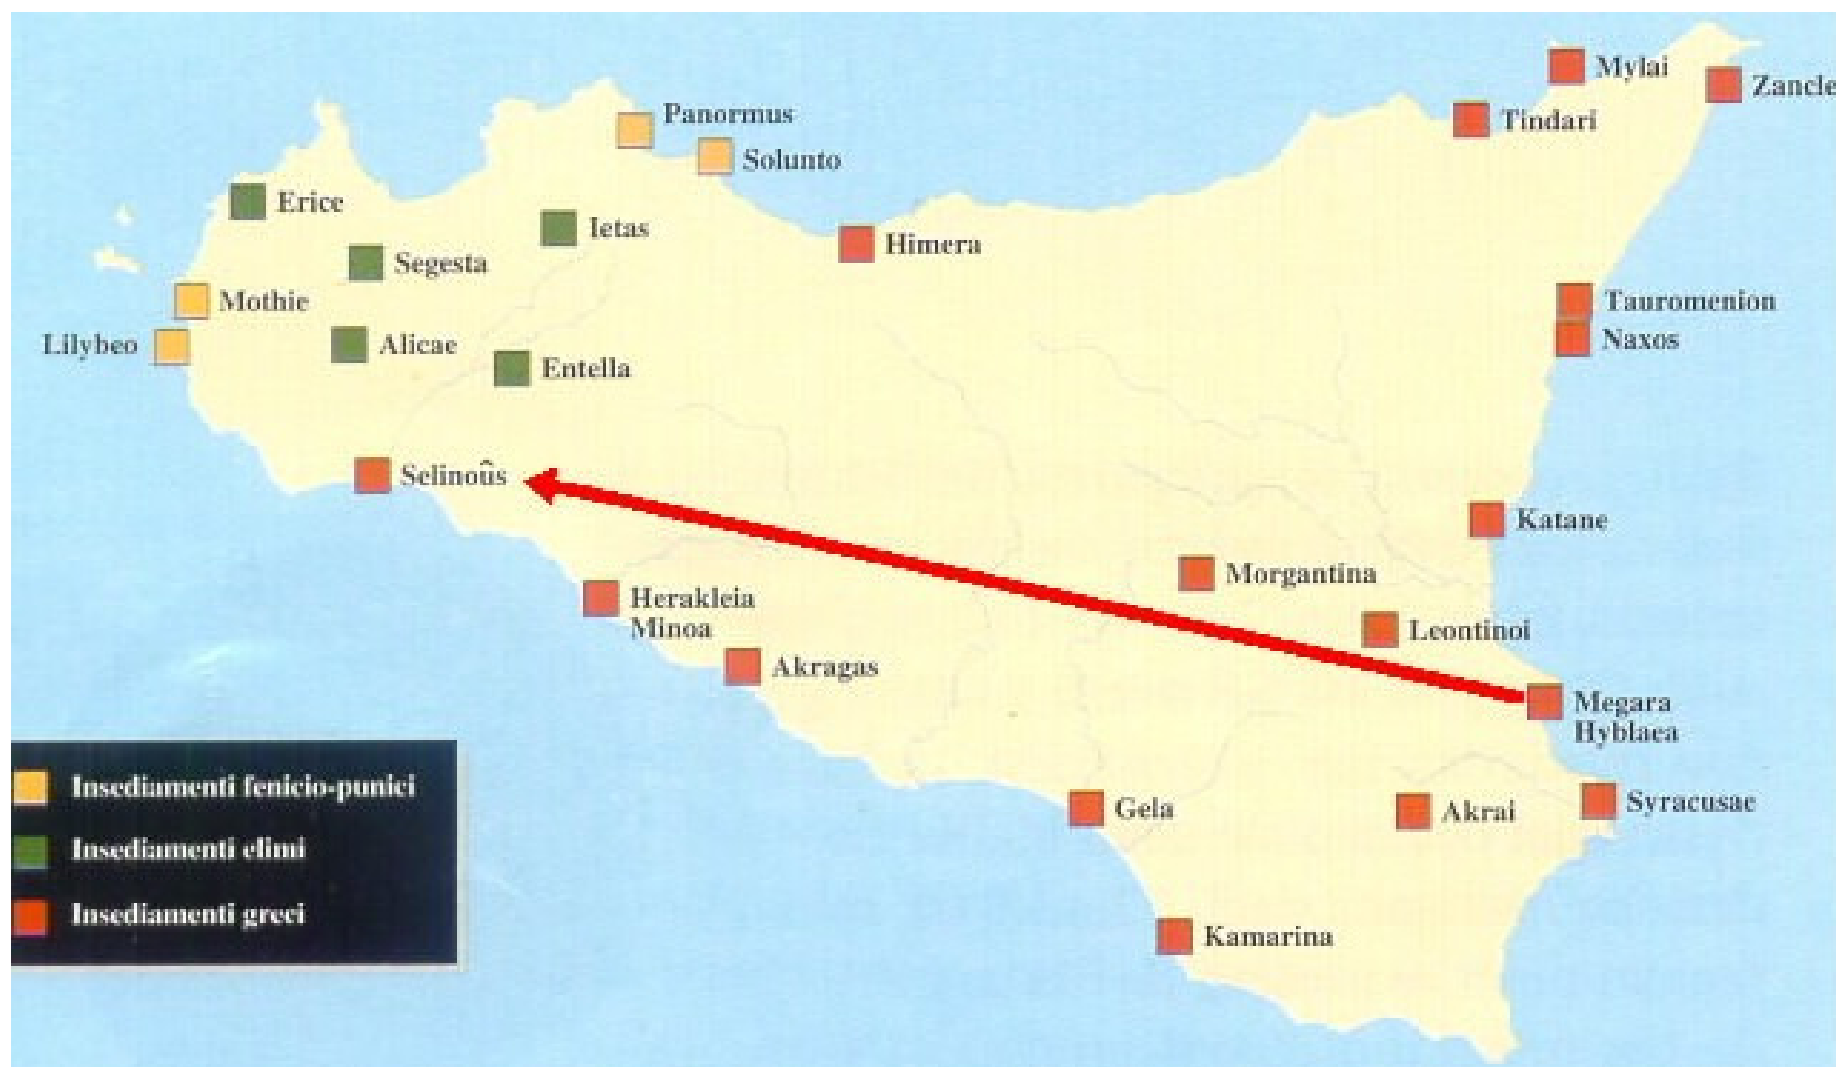 Mylai
Zancle
Panormus
Tindari
Solunto
Erice
Ietas
Himera
Segesta
Mothie
Tauromenion
Lilybeo
Alicae
Naxos
Entella
Selinoûs
Katane
Morgantina
Herakleia
Minoa
Leontinoi
Akragas
Megara
Hyblaea
Insediamenti fenicio-punici
Gela
Akrai
Syracusae
Insediamenti elimi
Insediamenti greci
Kamarina